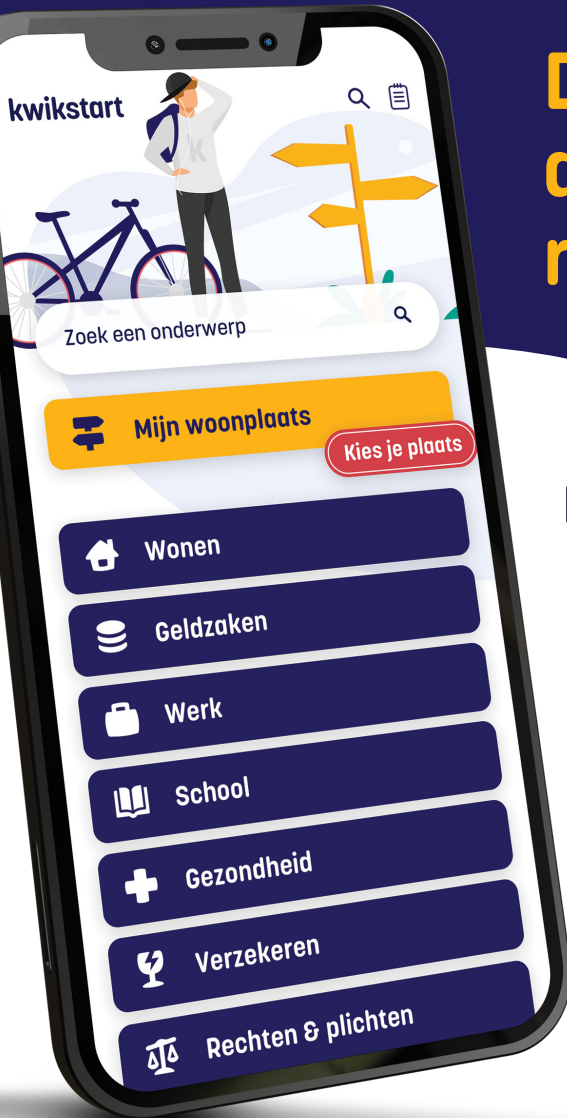 kwikstart
Zoek een onderwerp
Mijn woonplaats
Kies je plaats
Wonen
Geldzaken
Werk
School
Gezondheid
Verzekeren
Rechten & plichten